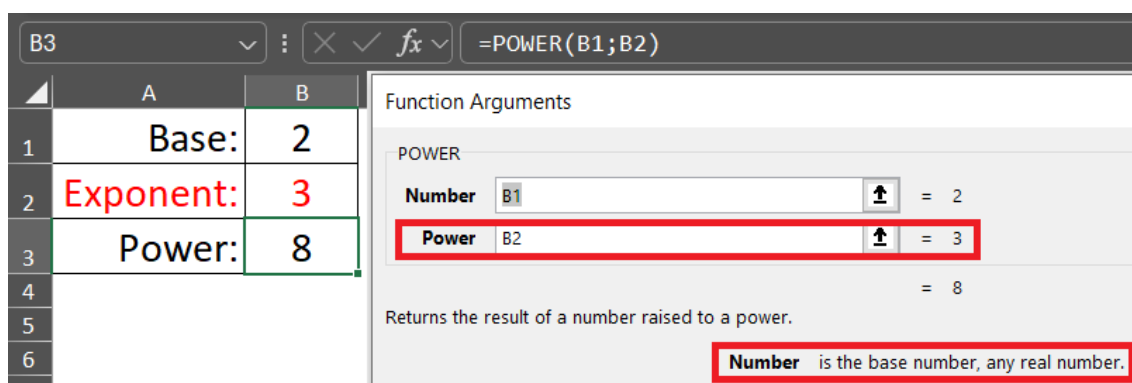 B3 fx =POWER(B1;B2)
A B
Function Arguments
1 Base: 2
POWER
Number B1 = 2
2 Exponent: 3
Power B2 = 3
3 Power: 8
4
= 8
5
Returns the result of a number raised to a power.
6
Number is the base number, any real number.